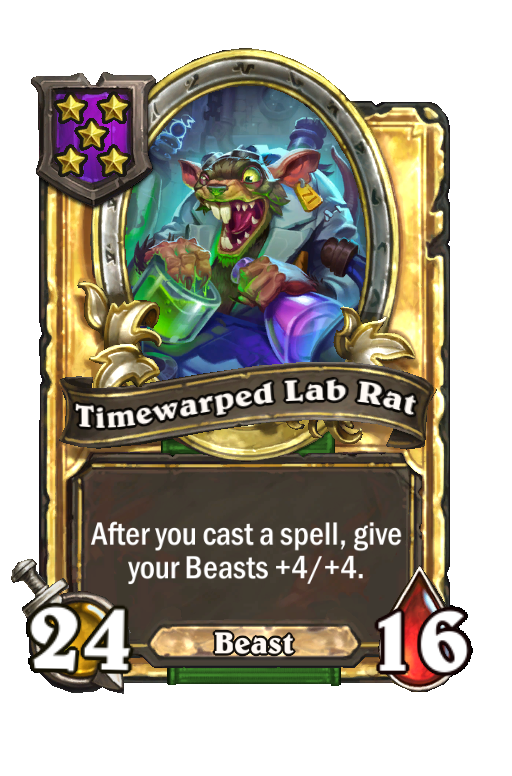 Timewarped Lab Rat
After you cast a spell, give
your Beasts +4/+4.
24
Beast
16